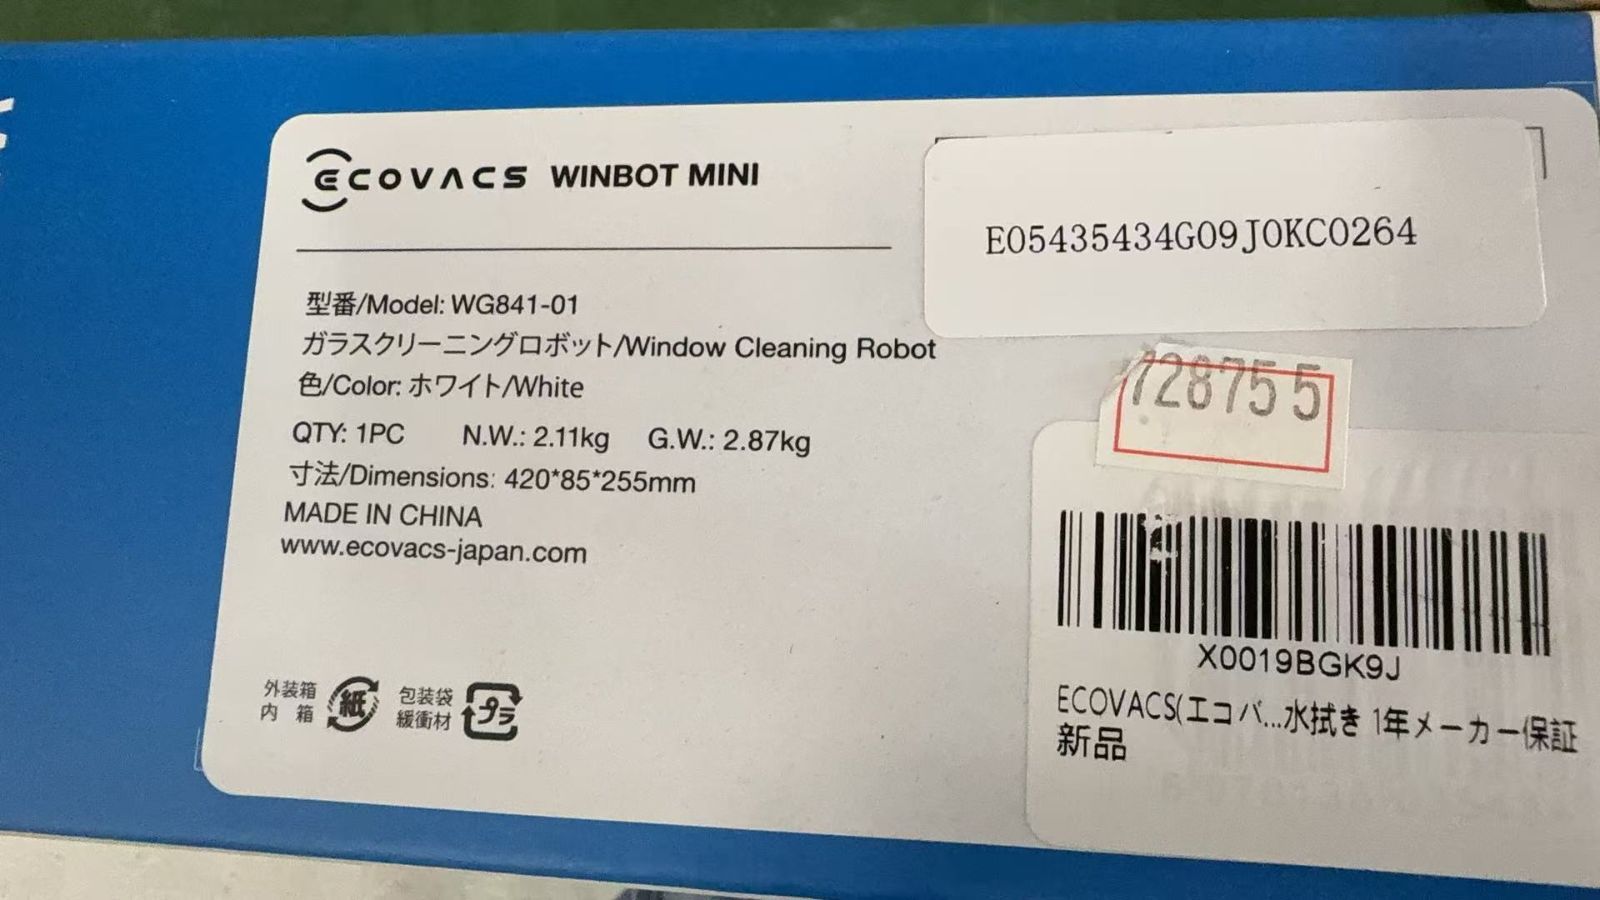 ECOVACS WINBOT MINI
型番/Model: WG841-01
ガラスクリーニングロボット/Window Cleaning Robot
色/Color: ホワイト/White
QTY: 1PC N.W.: 2.11kg G.W.: 2.87kg
寸法/Dimensions: 420*85*255mm
MADE IN CHINA
www.ecovacs-japan.com
外装箱
内 箱
紙
包装袋
緩衝材
プラ
E05435434G09J0KC0264
728755
X0019BGK9J
ECOVACS(エコバ...水拭き 1年メーカー保証
新品